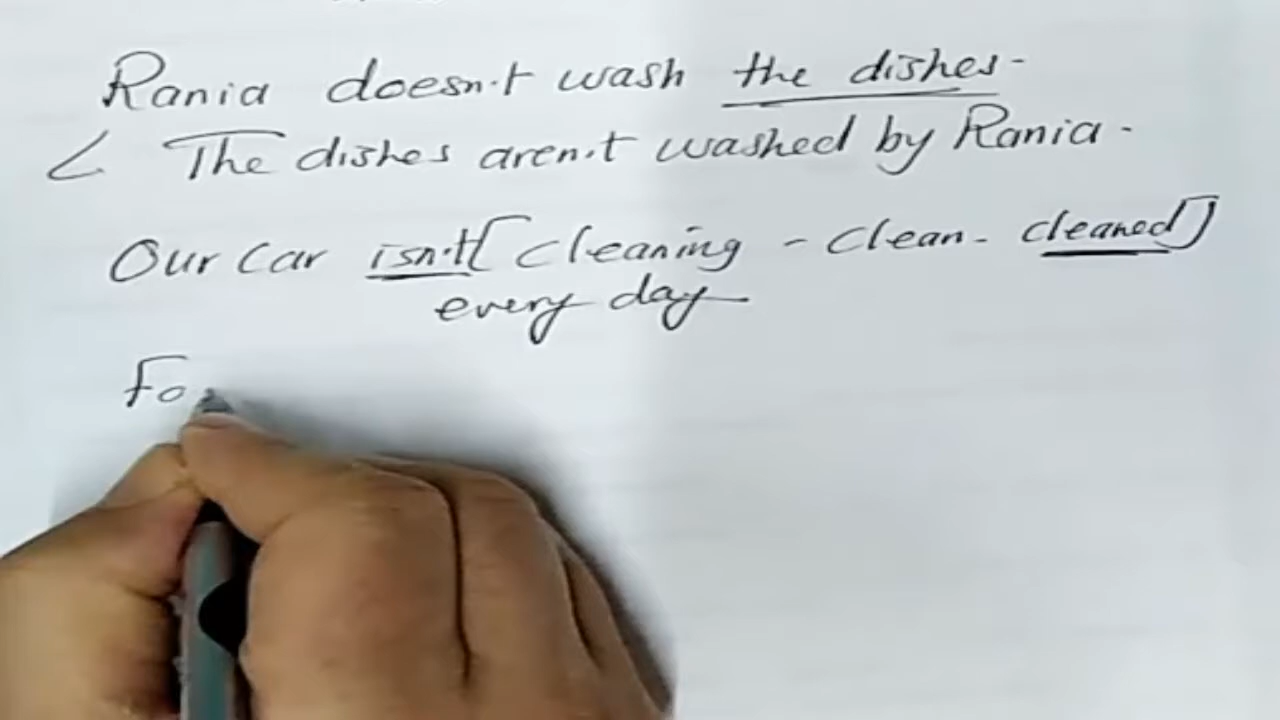 Rania doesn't wash the dishes.
The dishes aren't washed by Rania.
Our car isn't [cleaning - clean - cleaned]
every day
Fo